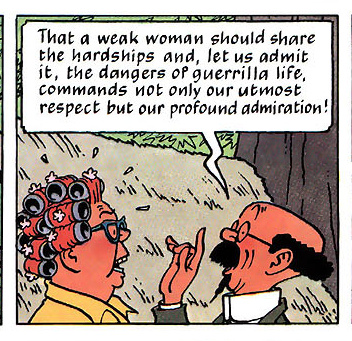 That a weak woman should share
the hardships and, let us admit
it, the dangers of guerrilla life,
commands not only our utmost
respect but our profound admiration!